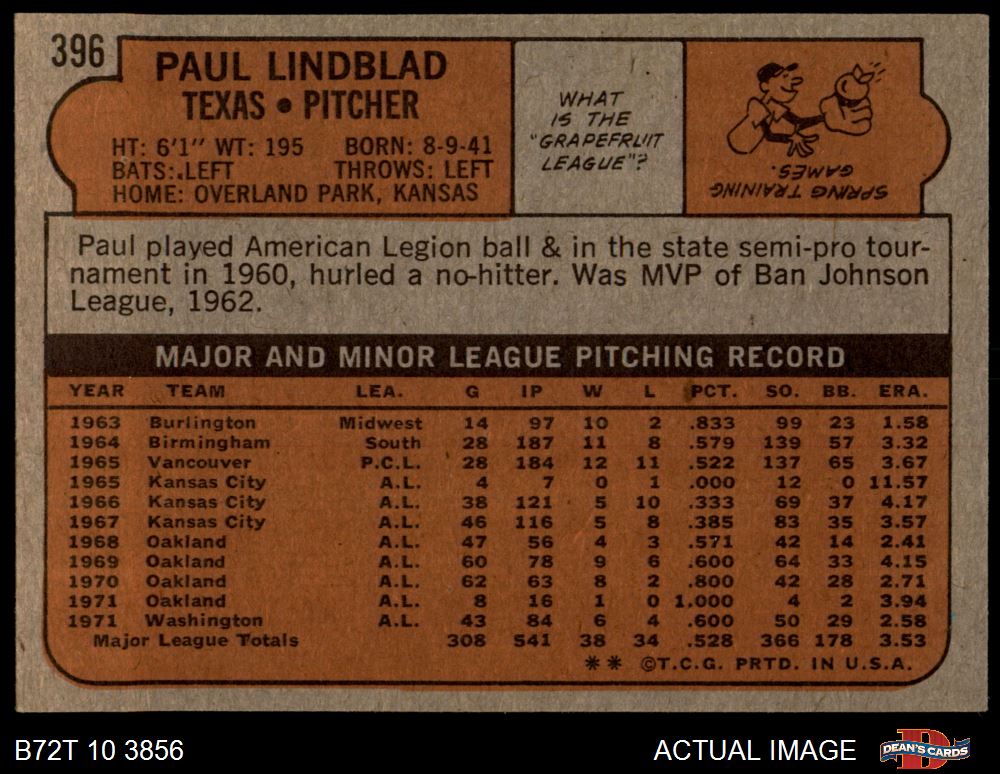 396
PAUL LINDBLAD
TEXAS • PITCHER
HT: 6'1" WT: 195 BORN: 8-9-41
BATS: LEFT THROWS: LEFT
HOME: OVERLAND PARK, KANSAS
WHAT
IS THE
"GRAPEFRUIT
LEAGUE"?
SPRING TRAINING
GAMES.
Paul played American Legion ball & in the state semi-pro tour-
nament in 1960, hurled a no-hitter. Was MVP of Ban Johnson
League, 1962.
MAJOR AND MINOR LEAGUE PITCHING RECORD
YEAR TEAM LEA. G IP W L PCT. SO. BB. ERA.
1963 Burlington Midwest 14 97 10 2 .833 99 23 1.58
1964 Birmingham South 28 187 11 8 .579 139 57 3.32
1965 Vancouver P.C.L. 28 184 12 11 .522 137 65 3.67
1965 Kansas City A.L. 4 7 0 1 .000 12 0 11.57
1966 Kansas City A.L. 38 121 5 10 .333 69 37 4.17
1967 Kansas City A.L. 46 116 5 8 .385 83 35 3.57
1968 Oakland A.L. 47 56 4 3 .571 42 14 2.41
1969 Oakland A.L. 60 78 9 6 .600 64 33 4.15
1970 Oakland A.L. 62 63 8 2 .800 42 28 2.71
1971 Oakland A.L. 8 16 1 0 1.000 4 2 3.94
1971 Washington A.L. 43 84 6 4 .600 50 29 2.58
Major League Totals 308 541 38 34 .528 366 178 3.53
** ©T.C.G. PRTD. IN U.S.A.
B72T 10 3856
ACTUAL IMAGE
DEAN'S CARDS